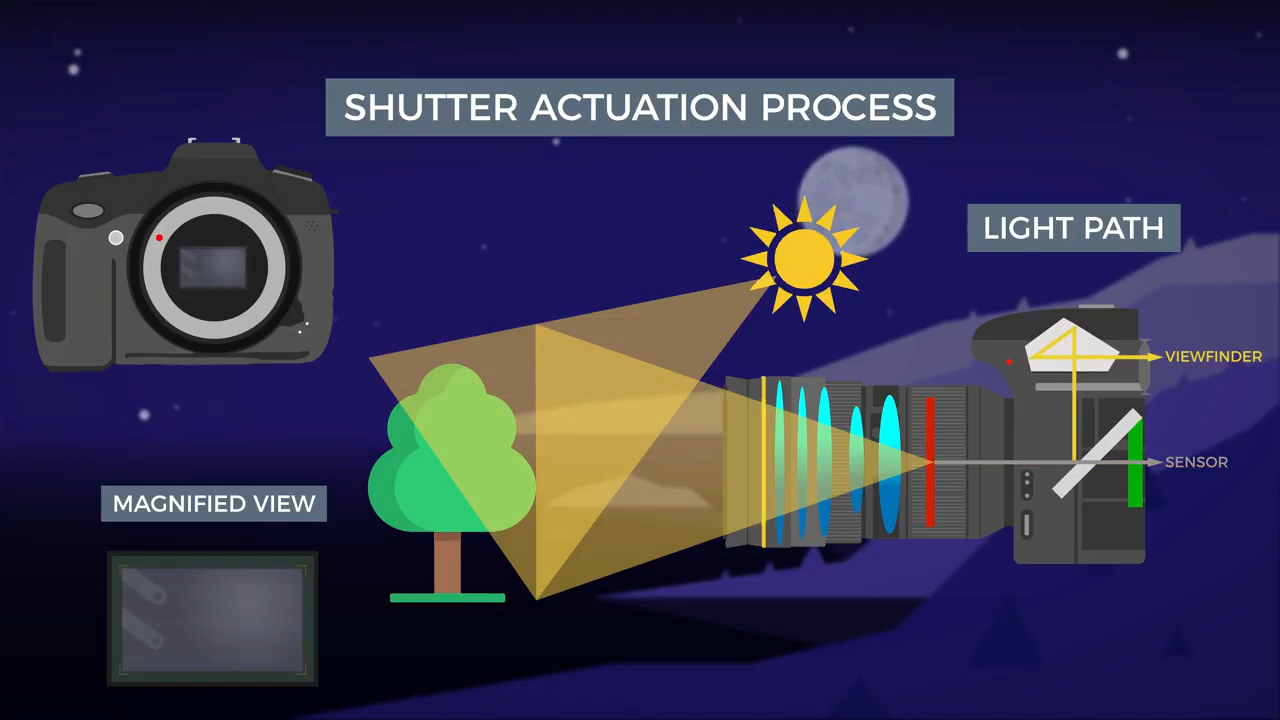 SHUTTER ACTUATION PROCESS
LIGHT PATH
VIEWFINDER
SENSOR
MAGNIFIED VIEW